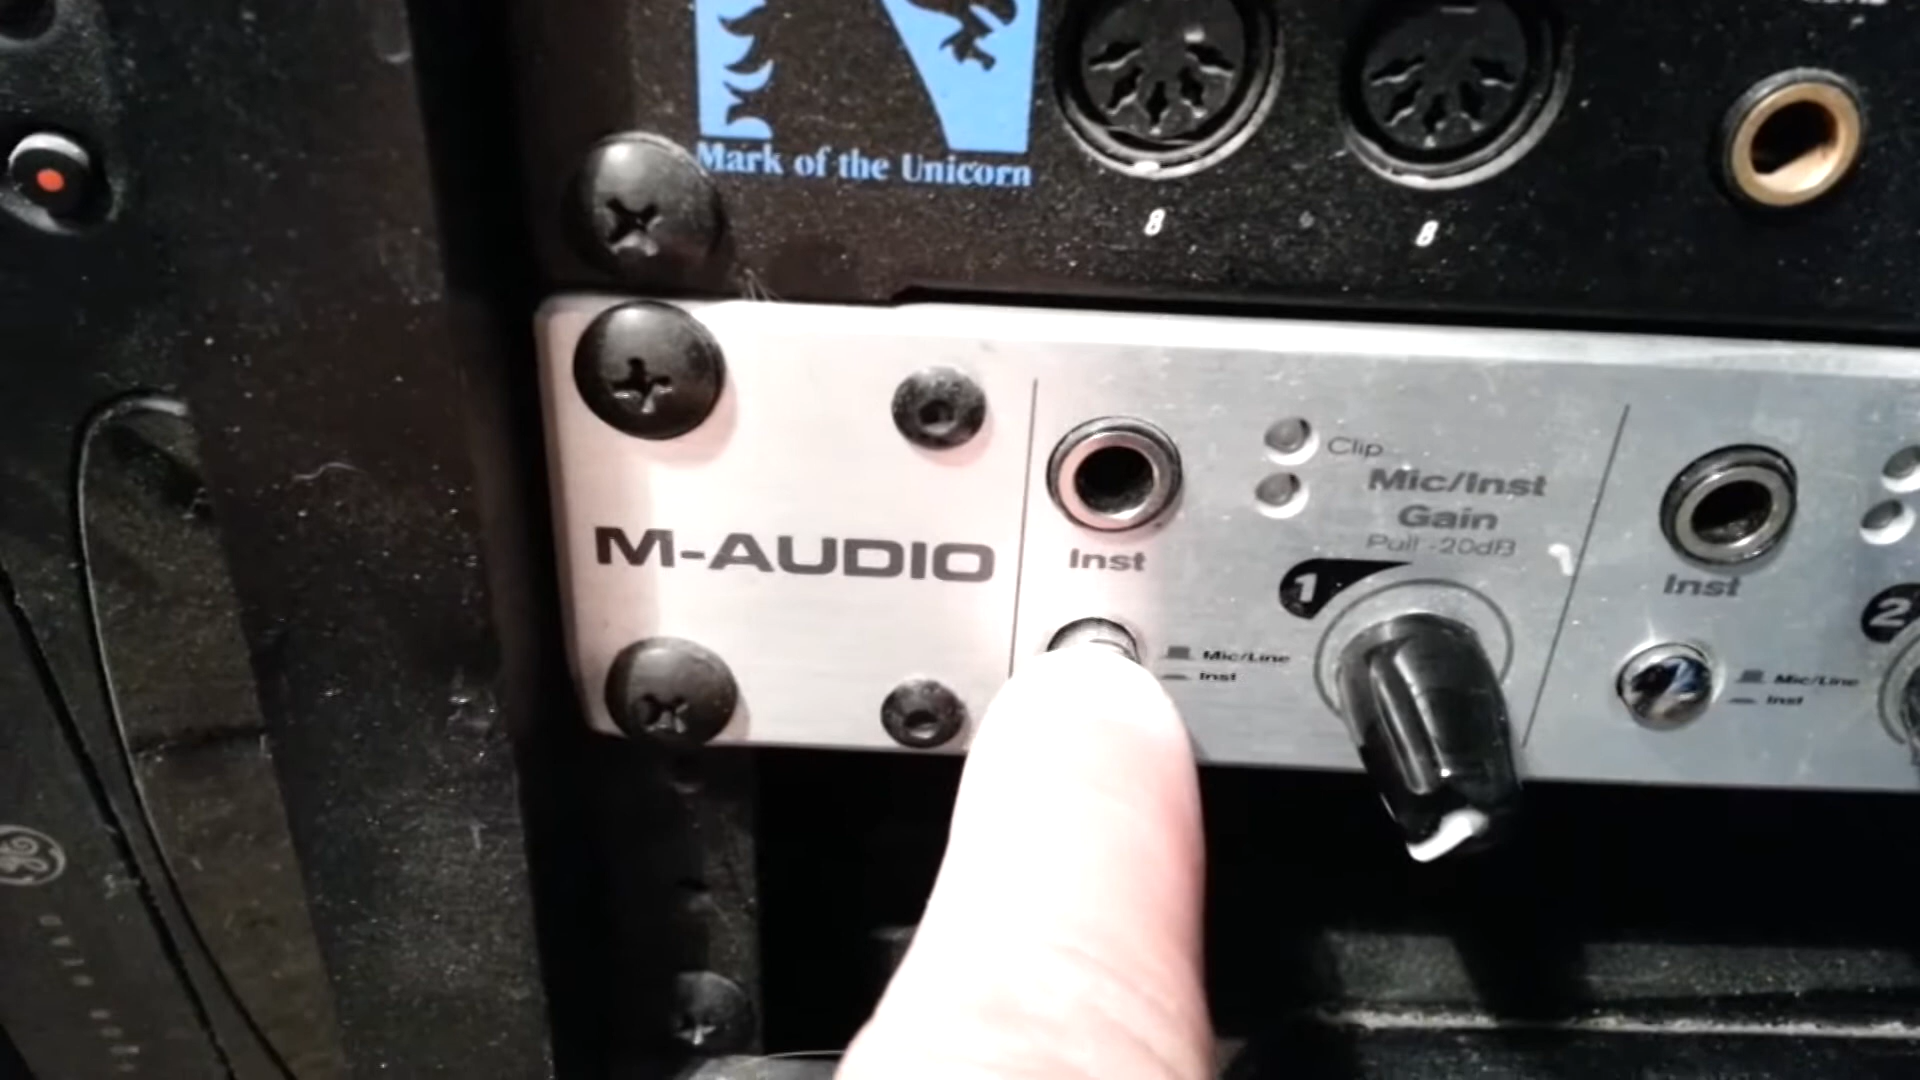 Mark of the Unicorn
8
8
M-AUDIO
Inst
Clip
Mic/Inst
Gain
Pull -20dB
1
Mic/Line
Inst
Inst
2
Mic/Line
Inst